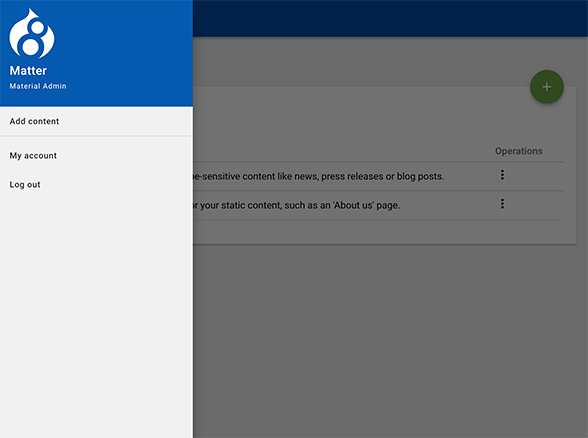 Matter
Material Admin
Add content
My account
Log out
Operations
e-sensitive content like news, press releases or blog posts.
or your static content, such as an 'About us' page.